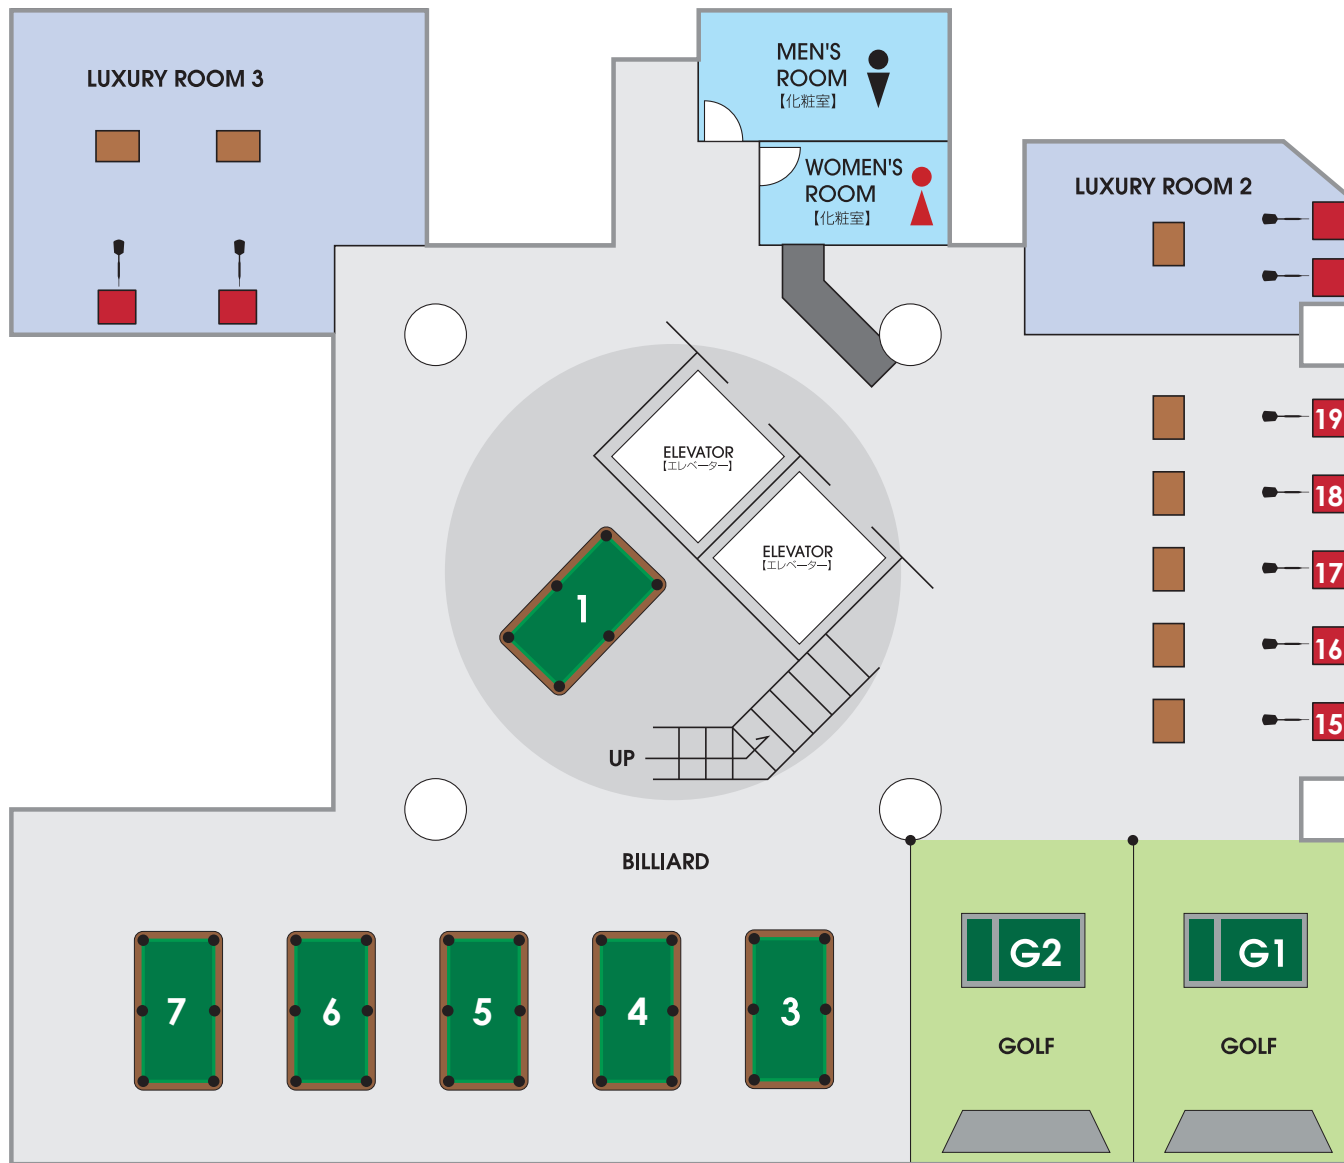 LUXURY ROOM 3
MEN'S
ROOM
【化粧室】
WOMEN'S
ROOM
【化粧室】
LUXURY ROOM 2
ELEVATOR
【エレベーター】
ELEVATOR
【エレベーター】
19
18
17
16
15
1
UP
BILLIARD
7
6
5
4
3
G2
G1
GOLF
GOLF